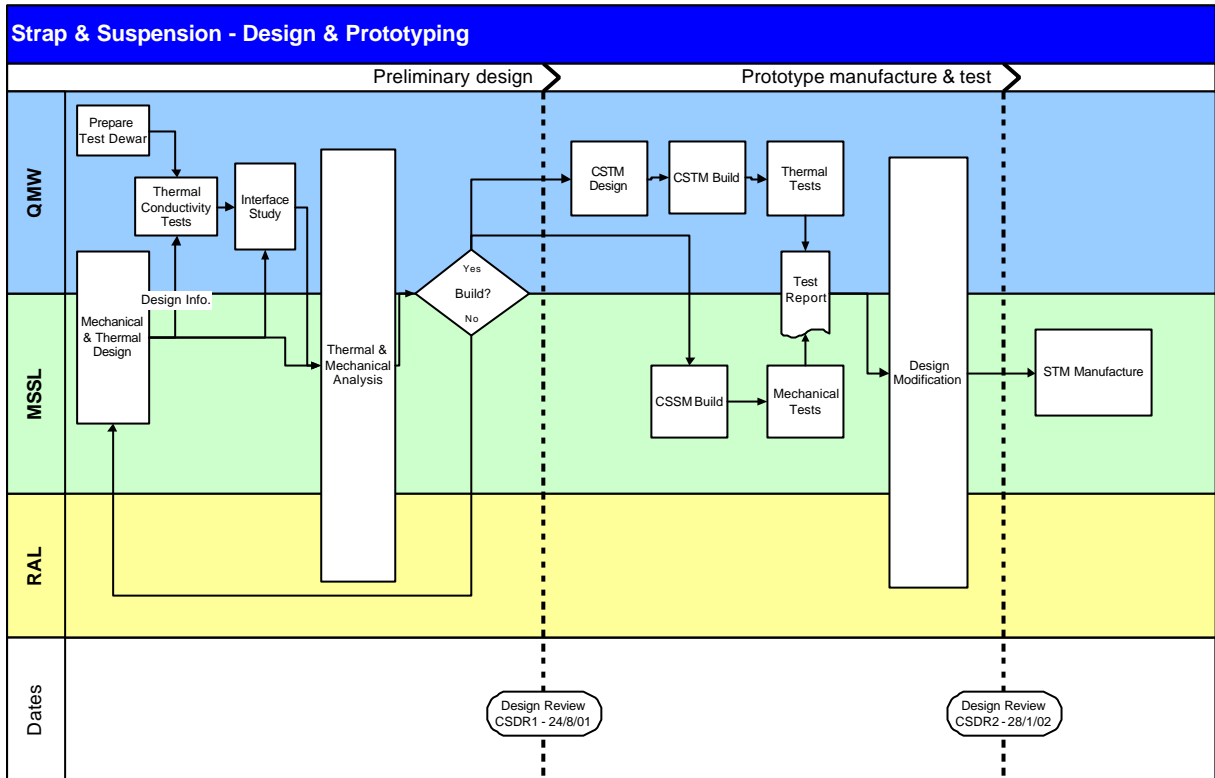 Strap & Suspension - Design & Prototyping
Preliminary design
Prototype manufacture & test
QMW
Prepare
Test Dewar
Thermal
Conductivity
Tests
Interface
Study
CSTM
Design
CSTM Build
Thermal
Tests
Design Info.
Mechanical
& Thermal
Design
Thermal &
Mechanical
Analysis
Yes
Build?
No
Test
Report
MSSL
CSSM Build
Mechanical
Tests
Design
Modification
STM Manufacture
RAL
Dates
Design Review
CSDR1 - 24/8/01
Design Review
CSDR2 - 28/1/02